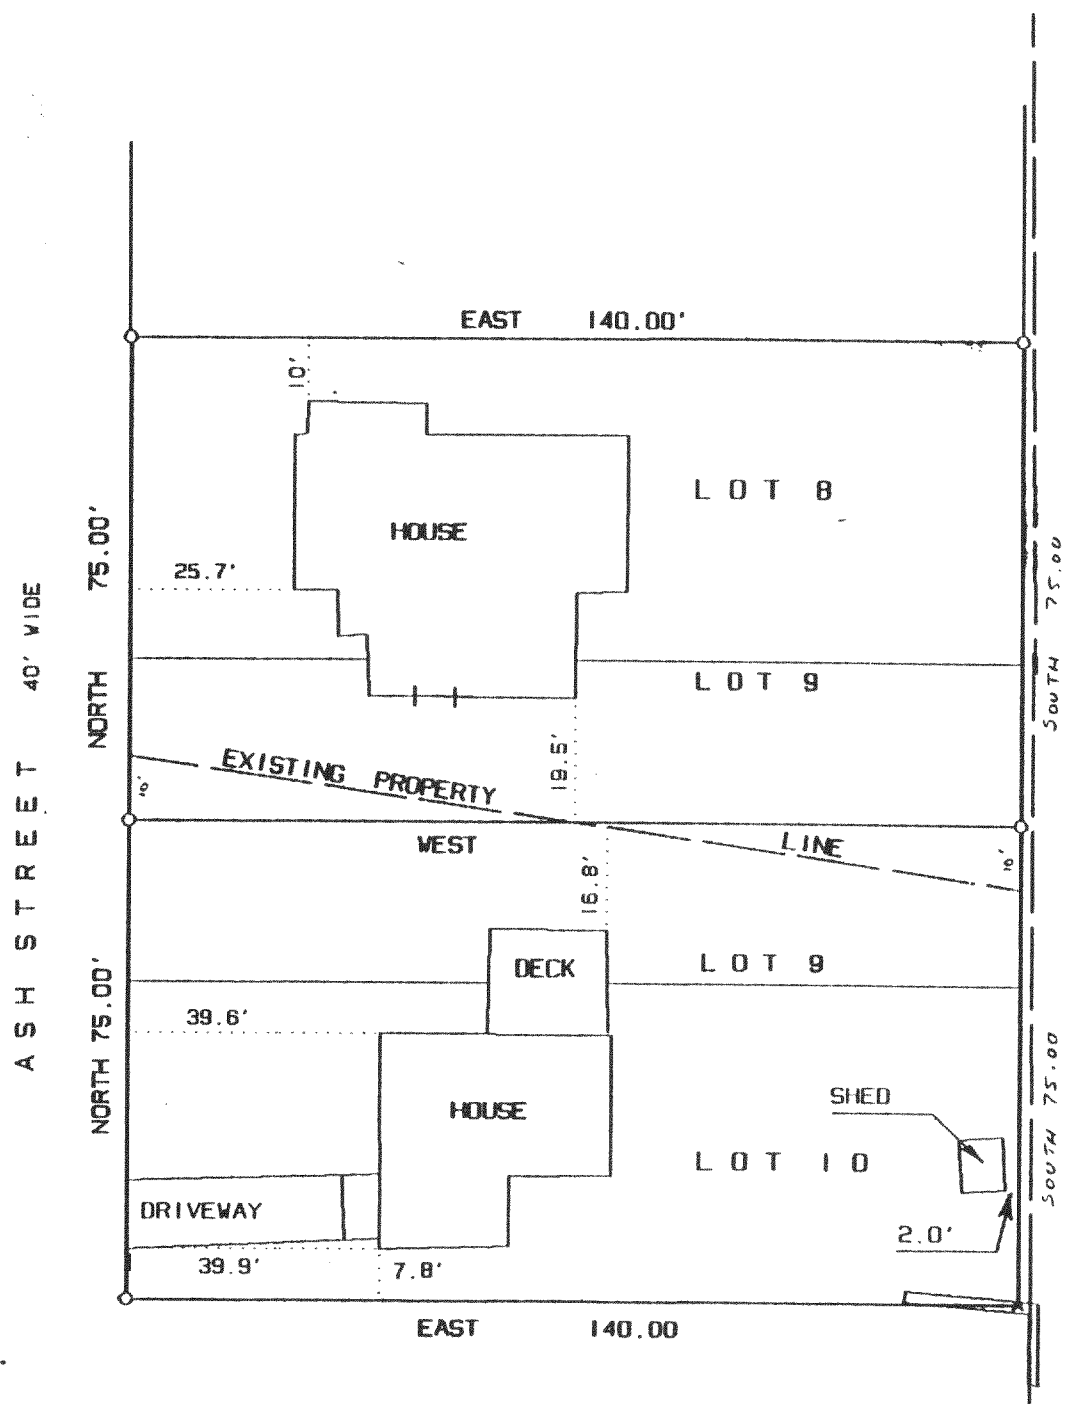 EAST 140.00'
10'
LOT 8
HOUSE
25.7'
NORTH 75.00'
SOUTH 75.00
ASH STREET 40' WIDE
LOT 9
19.5'
EXISTING PROPERTY LINE
10'
WEST
10'
16.8'
DECK
LOT 9
39.6'
NORTH 75.00'
SOUTH 75.00
HOUSE
SHED
LOT 10
DRIVEWAY
2.0'
39.9'
7.8'
EAST 140.00